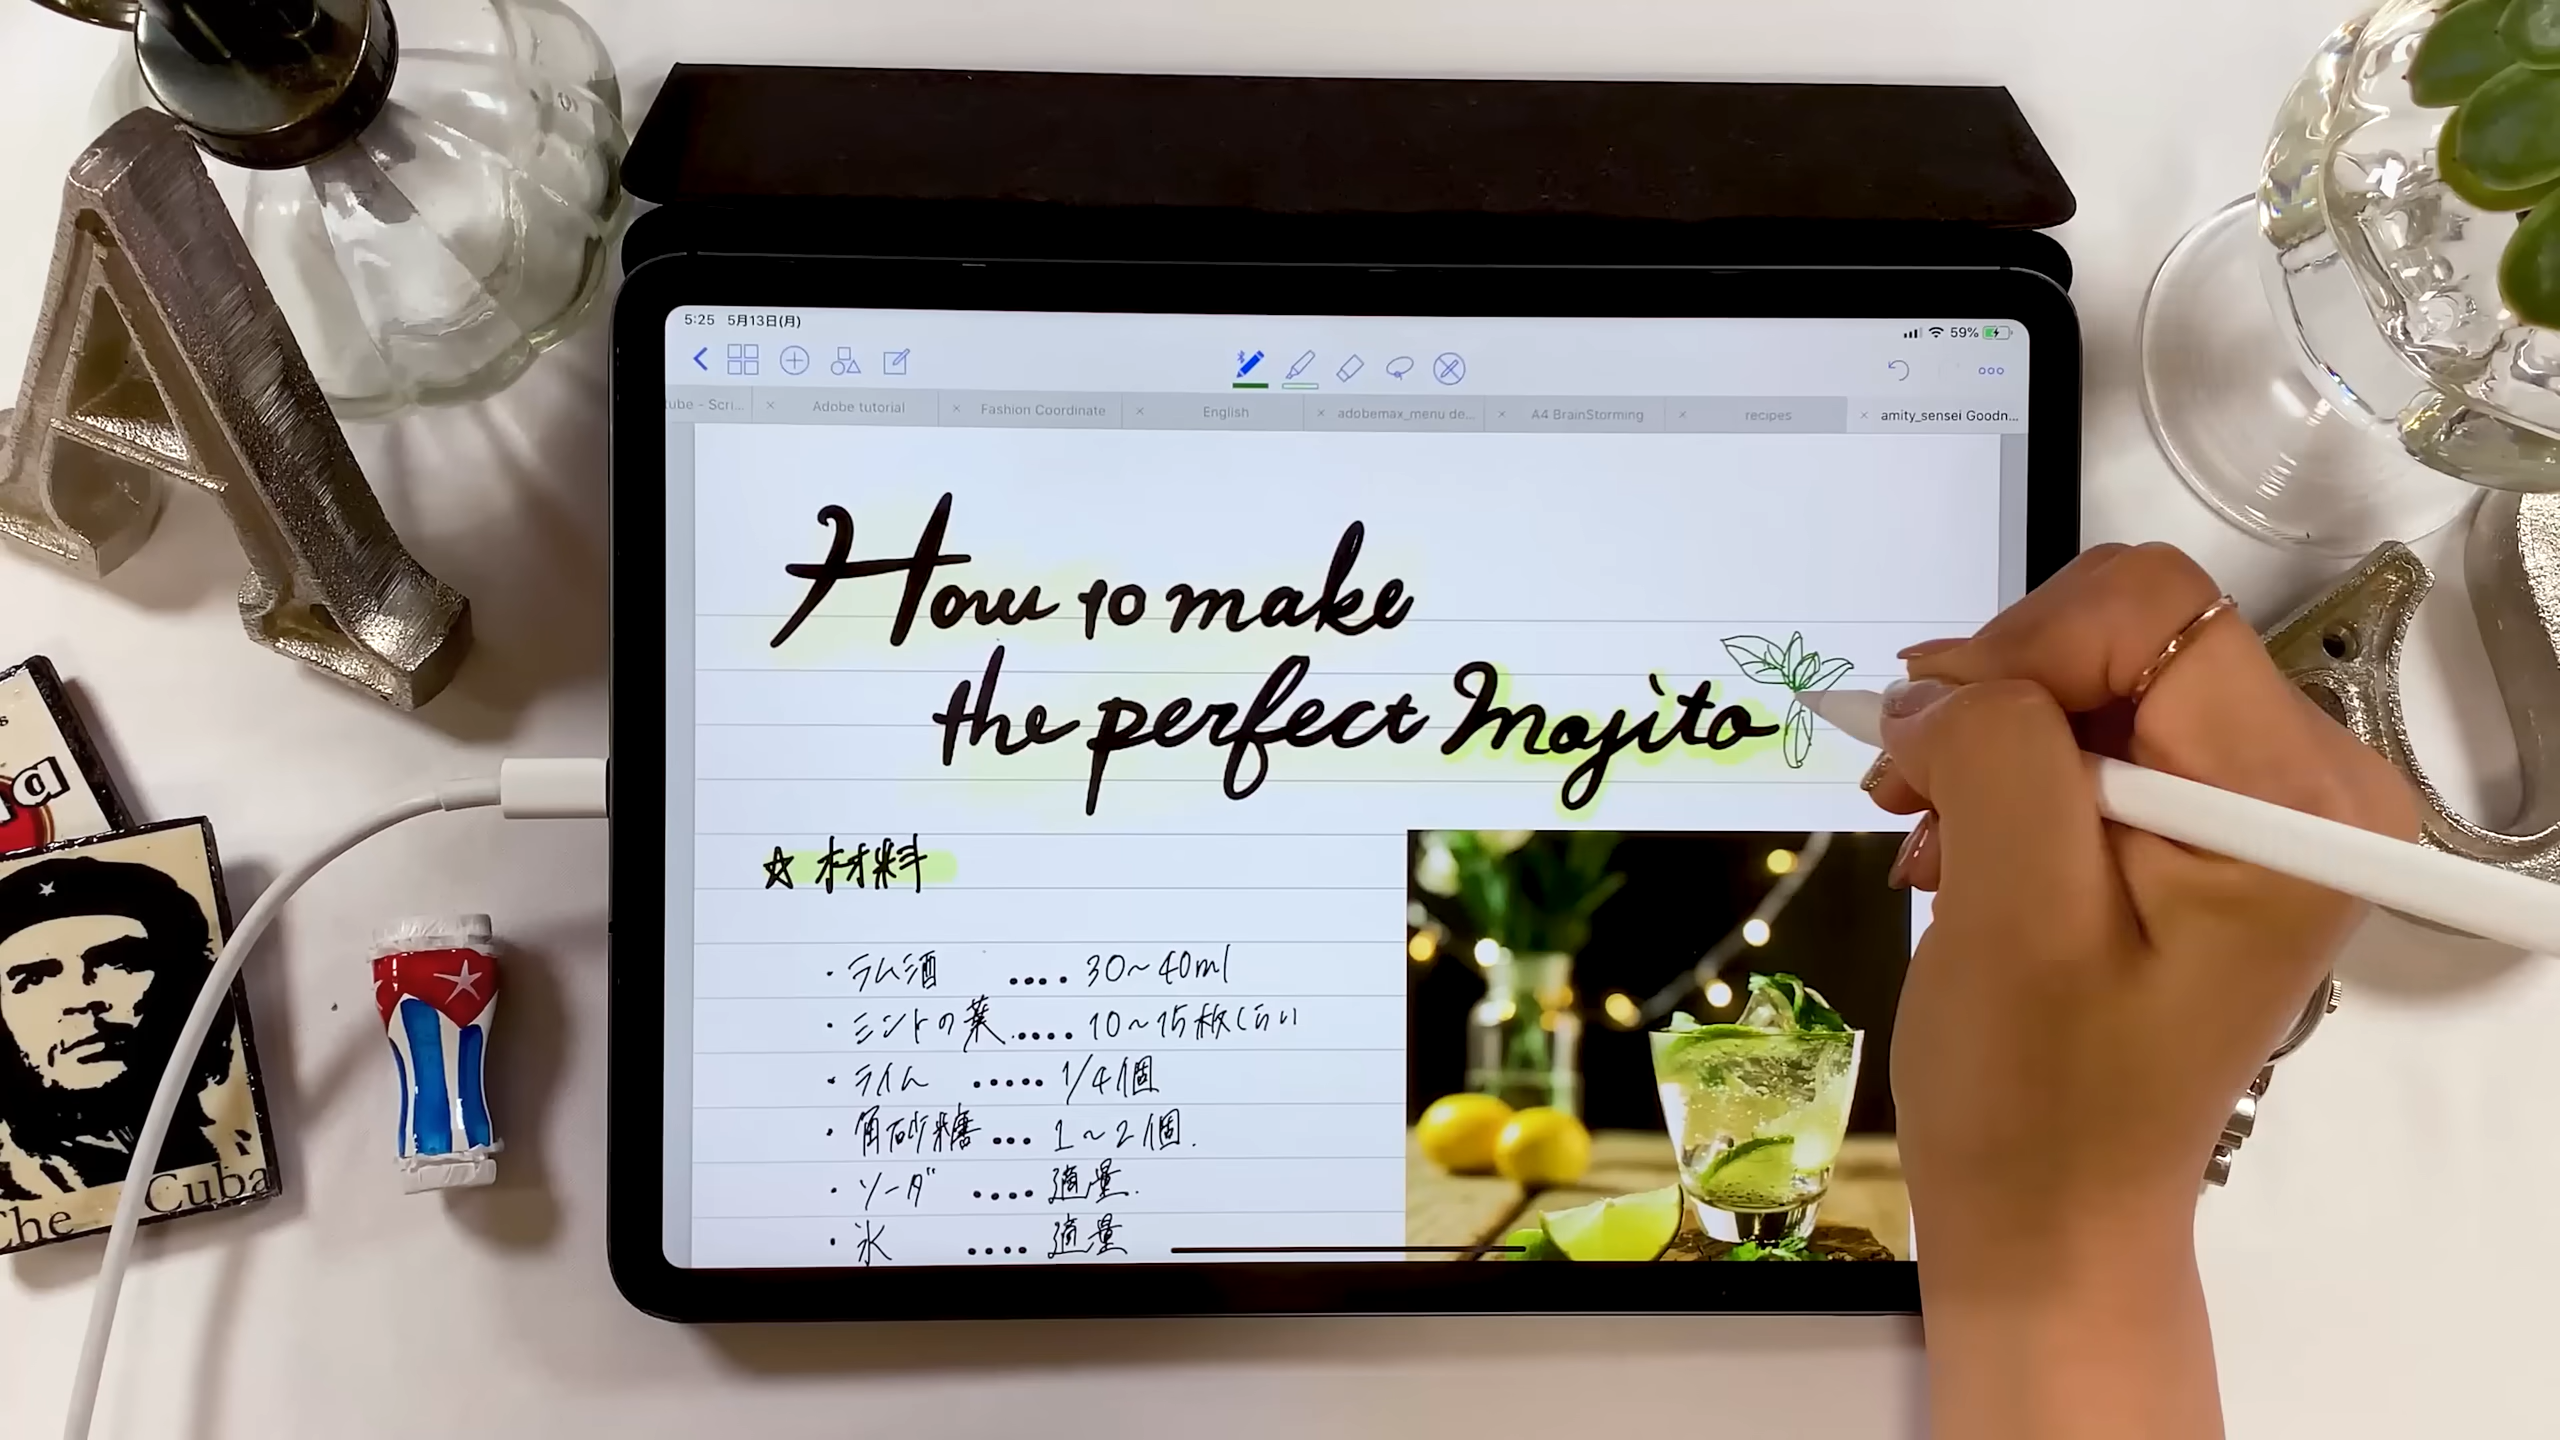 5:25 5月13日(月)
59%
tube - Scri...
Adobe tutorial
Fashion Coordinate
English
adobemax_menu de...
A4 BrainStorming
recipes
amity_sensei Goodn...
How to make
the perfect Mojito
☆ 材料
・ラム酒 .... 30~40ml
・ミントの葉..... 10~15枚くらい
・ライム ..... 1/4個
・角砂糖 ... 1~2個.
・ソーダ .... 適量.
・氷 .... 適量
Che Cuba